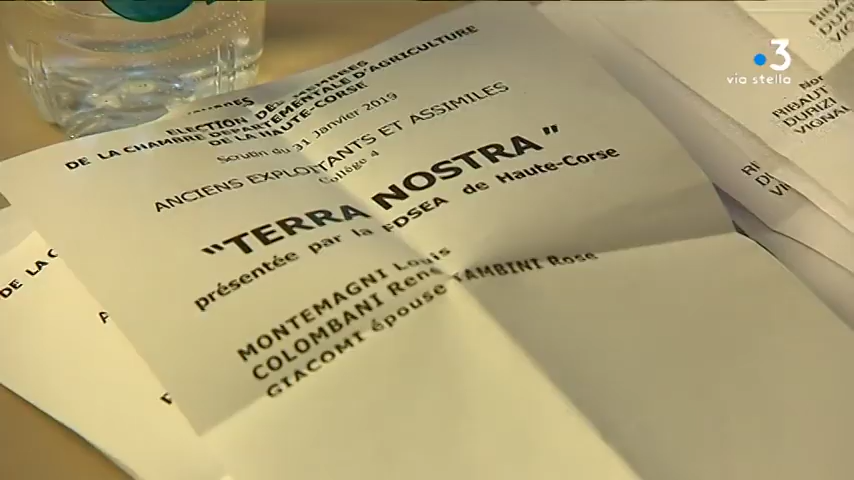 3
via stella
ELECTION DES MEMBRES
DE LA CHAMBRE DEPARTEMENTALE D'AGRICULTURE
DE LA HAUTE-CORSE
Scrutin du 31 Janvier 2019
ANCIENS EXPLOITANTS ET ASSIMILES
Collège 4
"TERRA NOSTRA"
présentée par la FDSEA de Haute-Corse
MONTEMAGNI Louis
COLOMBANI René
GIACOMI épouse TAMBINI Rose
DE LA
RIBAUT
DURIZI
VIGNAL